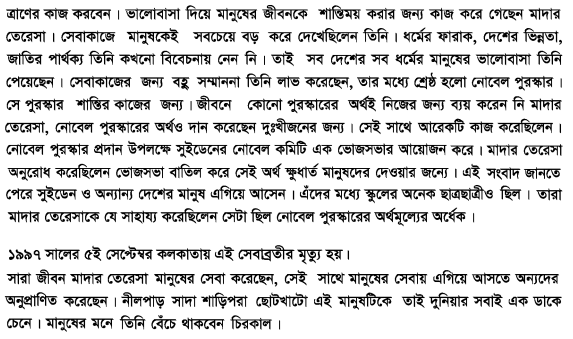 ত্রাণের কাজ করবেন। ভালোবাসা দিয়ে মানুষের জীবনকে শান্তিময় করার জন্য কাজ করে গেছেন মাদার
তেরেসা। সেবাকাজে মানুষকেই সবচেয়ে বড় করে দেখেছিলেন তিনি। ধর্মের ফারাক, দেশের ভিন্নতা,
জাতির পার্থক্য তিনি কখনো বিবেচনায় নেন নি। তাই সব দেশের সব ধর্মের মানুষের ভালোবাসা তিনি
পেয়েছেন। সেবাকাজের জন্য বহু সম্মাননা তিনি লাভ করেছেন, তার মধ্যে শ্রেষ্ঠ হলো নোবেল পুরস্কার।
সে পুরস্কার শান্তির কাজের জন্য। জীবনে কোনো পুরস্কারের অর্থই নিজের জন্য ব্যয় করেন নি মাদার
তেরেসা, নোবেল পুরস্কারের অর্থও দান করেছেন দুঃখীজনের জন্য। সেই সাথে আরেকটি কাজ করেছিলেন।
নোবেল পুরস্কার প্রদান উপলক্ষে সুইডেনের নোবেল কমিটি এক ভোজসভার আয়োজন করে। মাদার তেরেসা
অনুরোধ করেছিলেন ভোজসভা বাতিল করে সেই অর্থ ক্ষুধার্ত মানুষদের দেওয়ার জন্যে। এই সংবাদ জানতে
পেরে সুইডেন ও অন্যান্য দেশের মানুষ এগিয়ে আসেন। এঁদের মধ্যে স্কুলের অনেক ছাত্রছাত্রীও ছিল। তারা
মাদার তেরেসাকে যে সাহায্য করেছিলেন সেটা ছিল নোবেল পুরস্কারের অর্থমূল্যের অর্ধেক।
১৯৯৭ সালের ৫ই সেপ্টেম্বর কলকাতায় এই সেবাব্রতীর মৃত্যু হয়।
সারা জীবন মাদার তেরেসা মানুষের সেবা করেছেন, সেই সাথে মানুষের সেবায় এগিয়ে আসতে অন্যদের
অনুপ্রাণিত করেছেন। নীলপাড় সাদা শাড়িপরা ছোটখাটো এই মানুষটিকে তাই দুনিয়ার সবাই এক ডাকে
চেনে। মানুষের মনে তিনি বেঁচে থাকবেন চিরকাল।